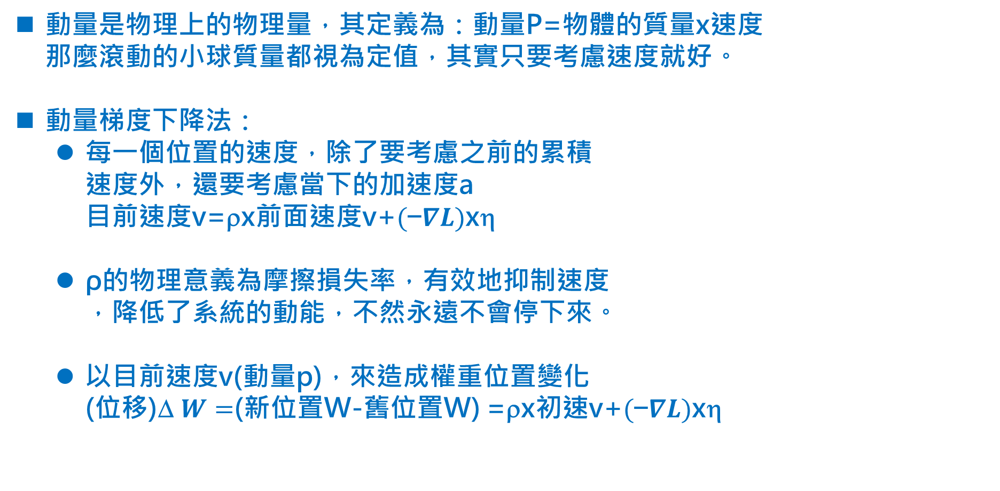 ■ 動量是物理上的物理量，其定義為：動量P=物體的質量x速度
那麼滾動的小球質量都視為定值，其實只要考慮速度就好。
■ 動量梯度下降法：
● 每一個位置的速度，除了要考慮之前的累積
速度外，還要考慮當下的加速度a
目前速度v=ρx前面速度v+(−∇L)xη
● ρ的物理意義為摩擦損失率，有效地抑制速度
，降低了系統的動能，不然永遠不會停下來。
● 以目前速度v(動量p)，來造成權重位置變化
(位移)Δ W =(新位置W-舊位置W) =ρx初速v+(−∇L)xη